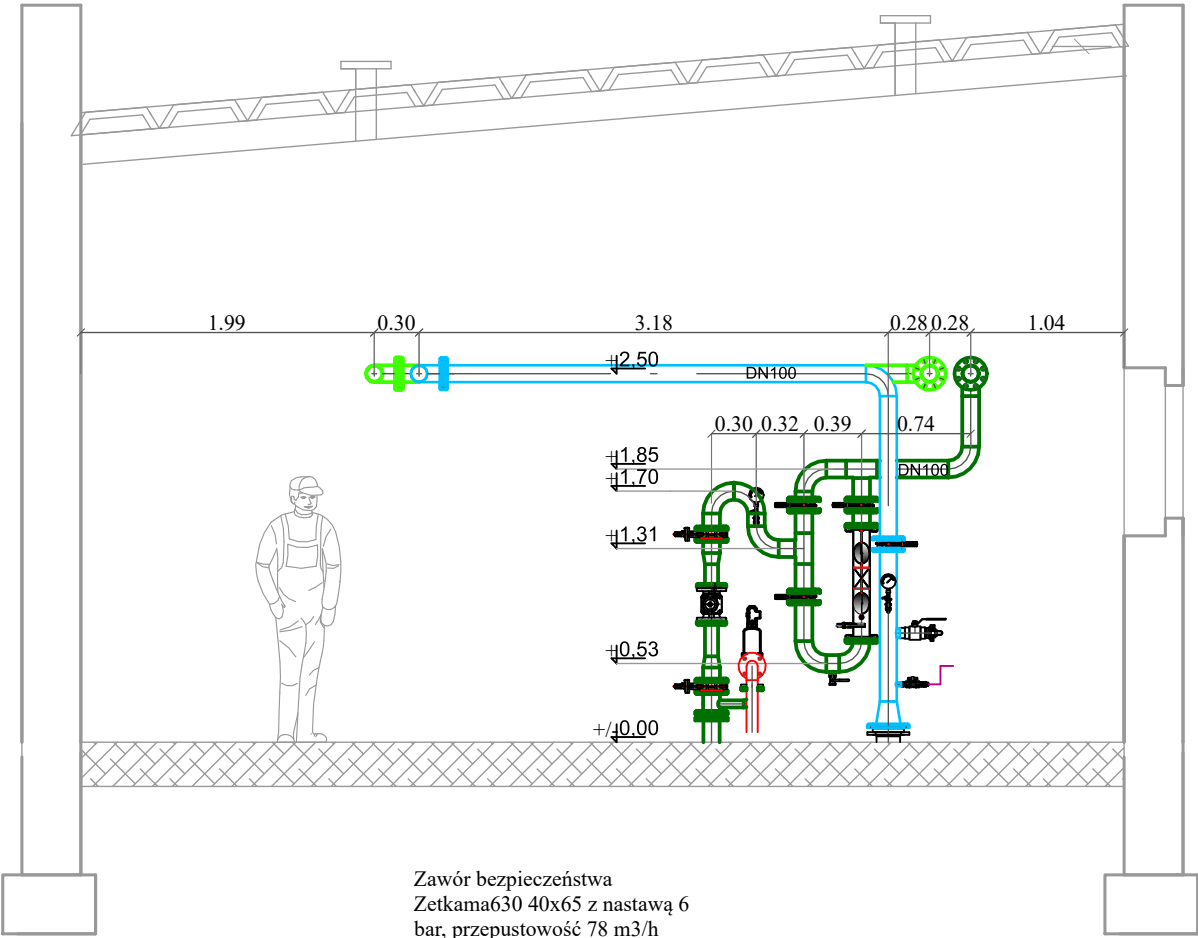 1.99 0.30 3.18 0.28 0.28 1.04
+2,50
DN100
0.30 0.32 0.39 0.74
+1,85
DN100
+1,70
+1,31
+0,53
+/-0,00
Zawór bezpieczeństwa
Zetkama630 40x65 z nastawą 6
bar, przepustowość 78 m3/h